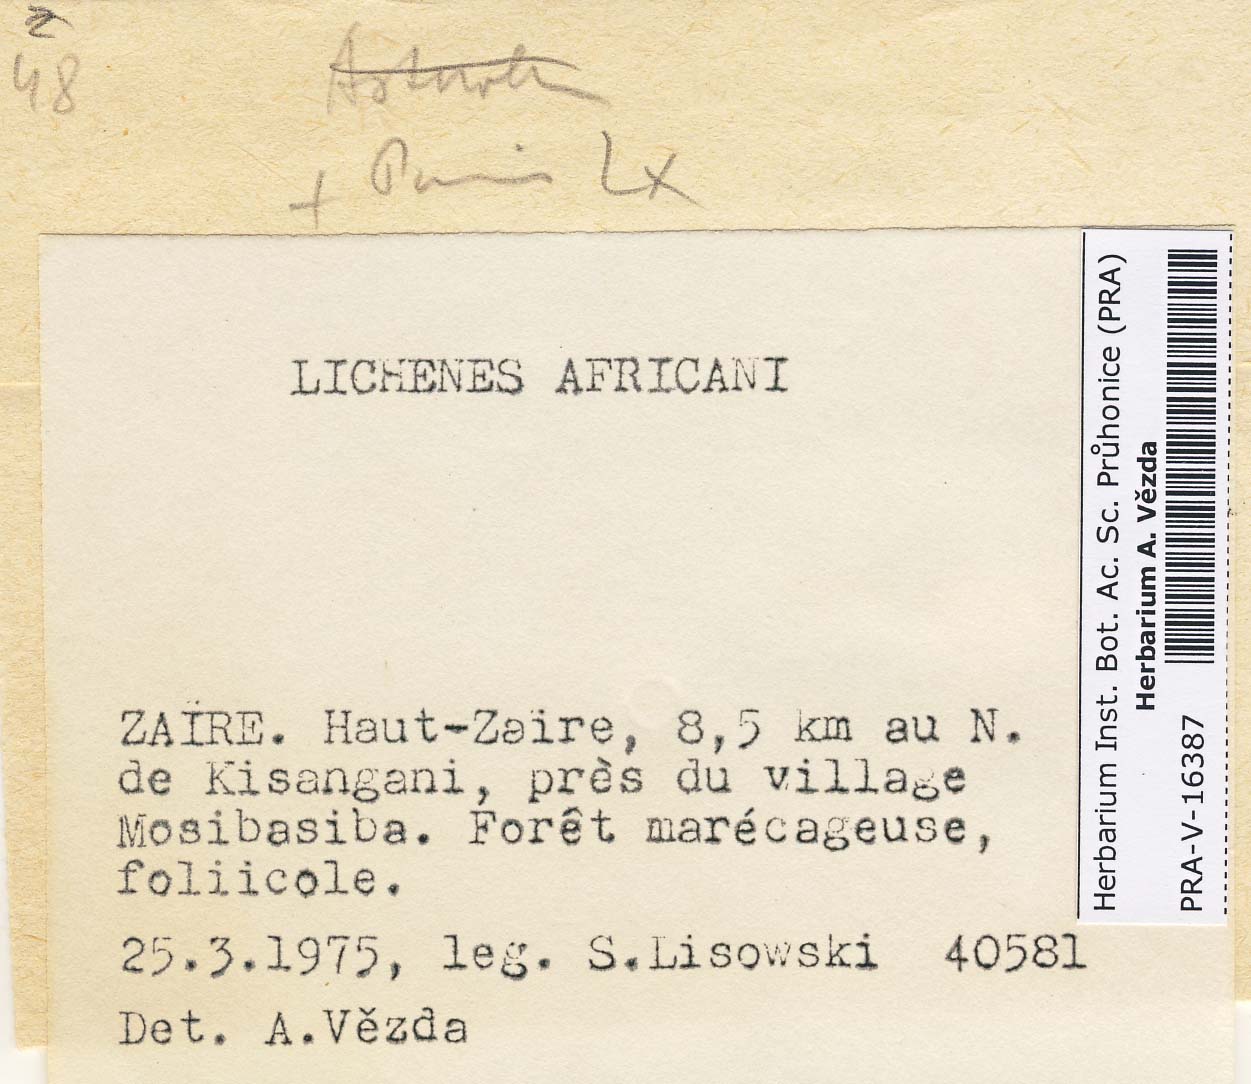 48
LICHENES AFRICANI
ZAÏRE. Haut-Zaïre, 8,5 km au N.
de Kisangani, près du village
Mosibasiba. Forêt marécageuse,
foliicole.
25.3.1975, leg. S.Lisowski 40581
Det. A.Vězda
Herbarium Inst. Bot. Ac. Sc. Průhonice (PRA)
Herbarium A. Vězda
PRA-V-16387